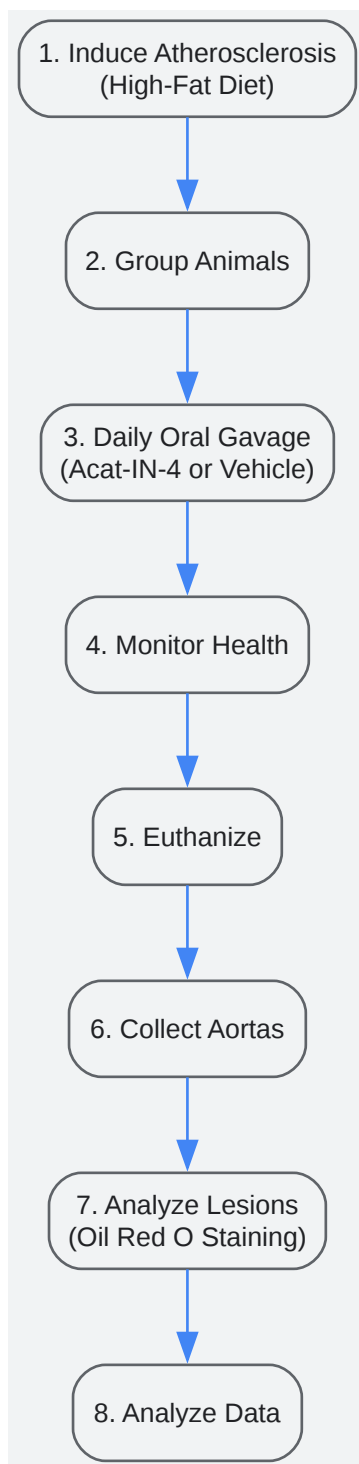 1. Induce Atherosclerosis
(High-Fat Diet)
2. Group Animals
3. Daily Oral Gavage
(Acat-IN-4 or Vehicle)
4. Monitor Health
5. Euthanize
6. Collect Aortas
7. Analyze Lesions
(Oil Red O Staining)
8. Analyze Data